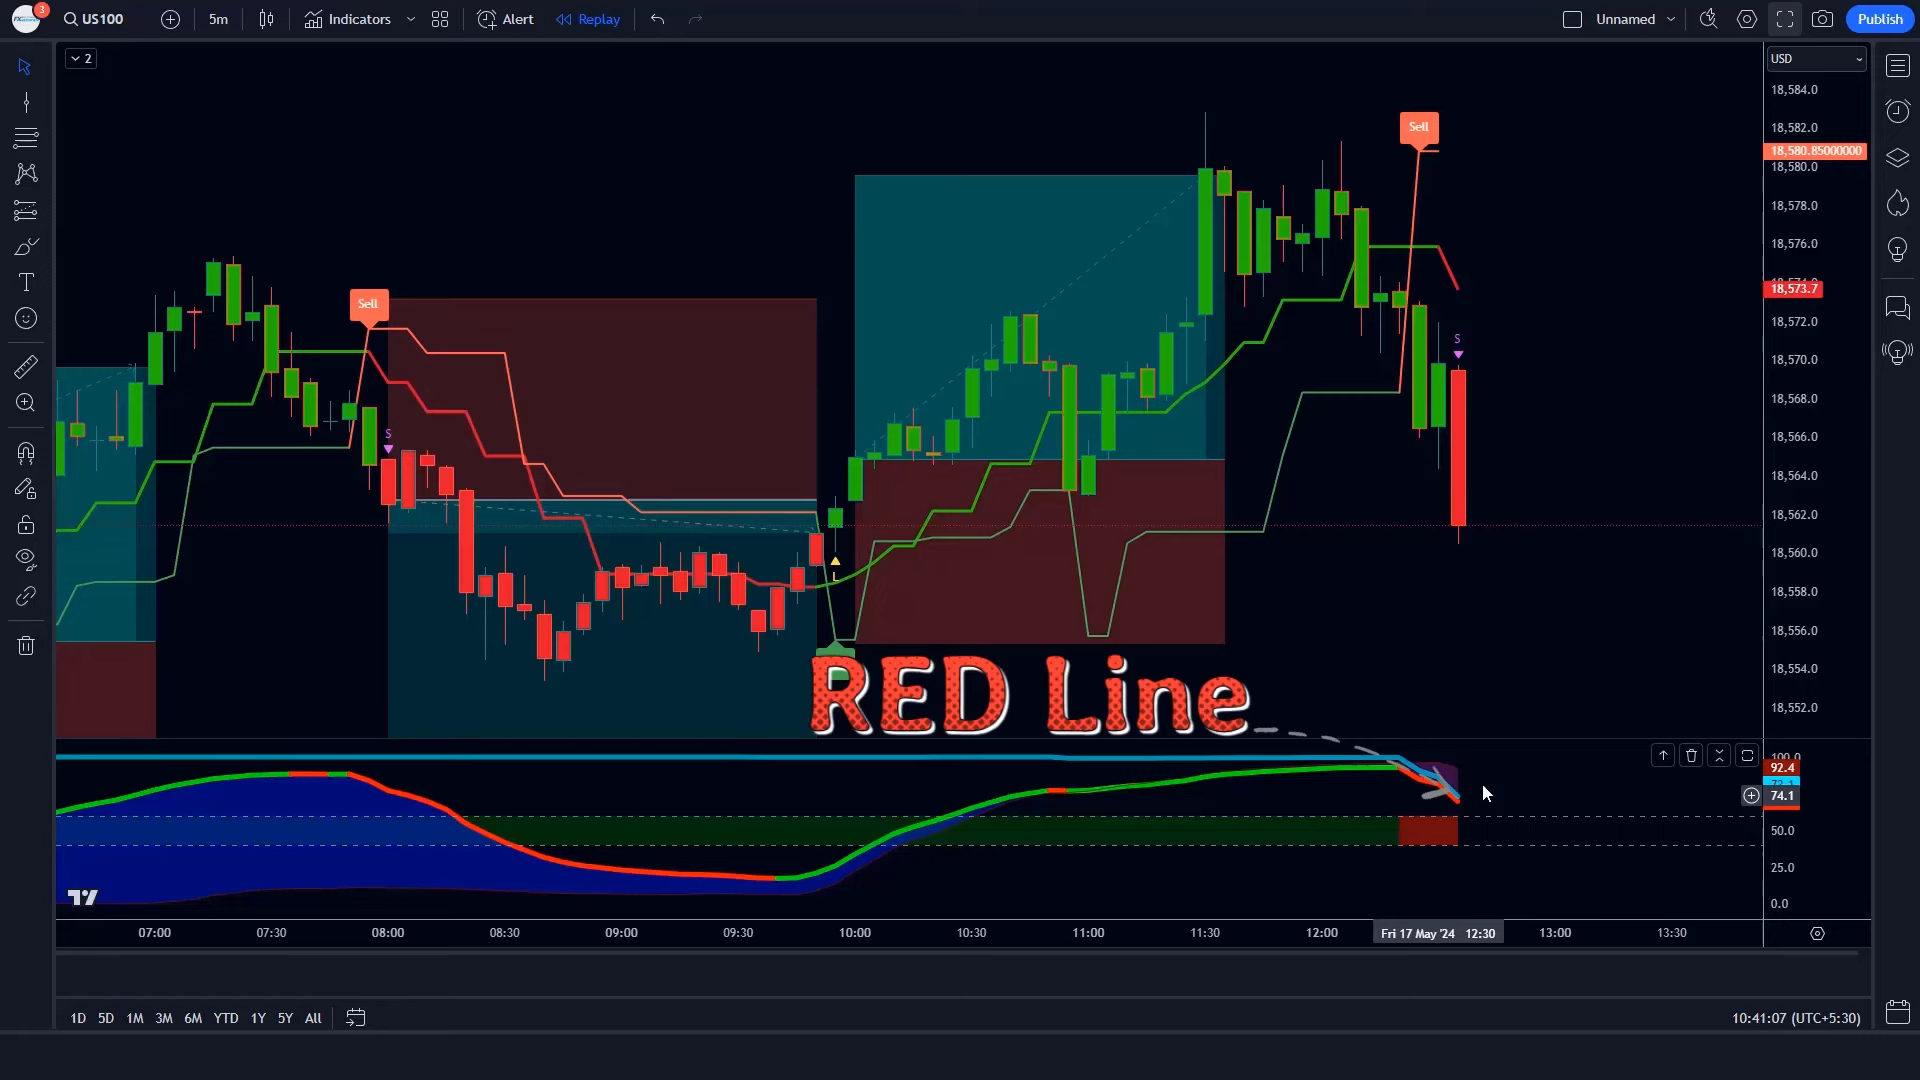 3
US100
5m
Indicators
Alert
Replay
Unnamed
Publish
2
USD
18,584.0
18,582.0
18,580.85000000
18,580.0
18,578.0
18,576.0
18,573.7
18,572.0
18,570.0
18,568.0
18,566.0
18,564.0
18,562.0
18,560.0
18,558.0
18,556.0
18,554.0
18,552.0
Sell
Sell
S
S
L
RED Line
100.0
92.4
74.1
50.0
25.0
0.0
07:00 07:30 08:00 08:30 09:00 09:30 10:00 10:30 11:00 11:30 12:00 Fri 17 May '24 12:30 13:00 13:30
1D 5D 1M 3M 6M YTD 1Y 5Y All
10:41:07 (UTC+5:30)